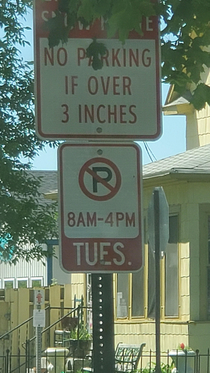 NO PARKING
IF OVER
3 INCHES
P
8AM-4PM
TUES.